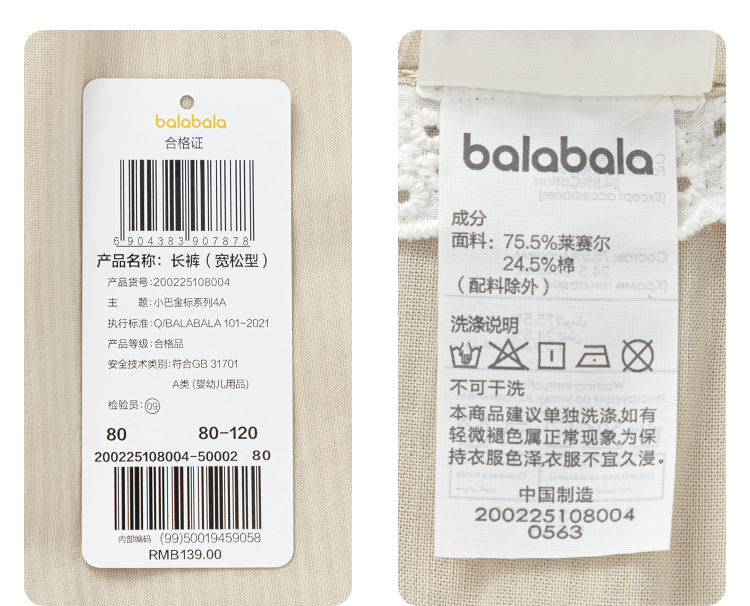 balabala
合格证
6 904383 907878
产品名称：长裤（宽松型）
产品货号:200225108004
主 题:小巴金标系列4A
执行标准:Q/BALABALA 101-2021
产品等级:合格品
安全技术类别:符合GB 31701
A类 (婴幼儿用品)
检验员:09
80 80-120
200225108004-50002 80
内部编码 (99)50019459058
RMB139.00
balabala
成分
面料：75.5%莱赛尔
24.5%棉
（配料除外）
洗涤说明
不可干洗
本商品建议单独洗涤,如有
轻微褪色属正常现象,为保
持衣服色泽,衣服不宜久浸。
中国制造
200225108004
0563